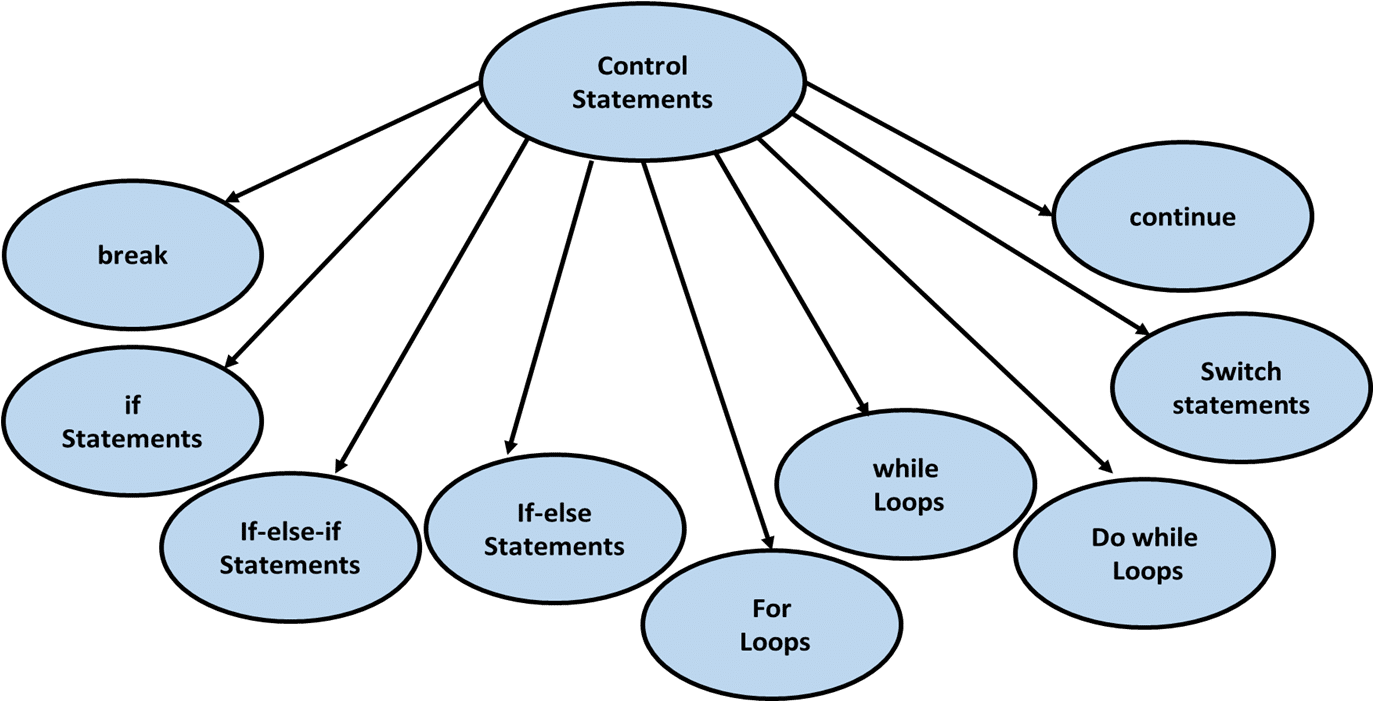 Control
Statements
break
continue
if
Statements
Switch
statements
If-else-if
Statements
If-else
Statements
For
Loops
while
Loops
Do while
Loops